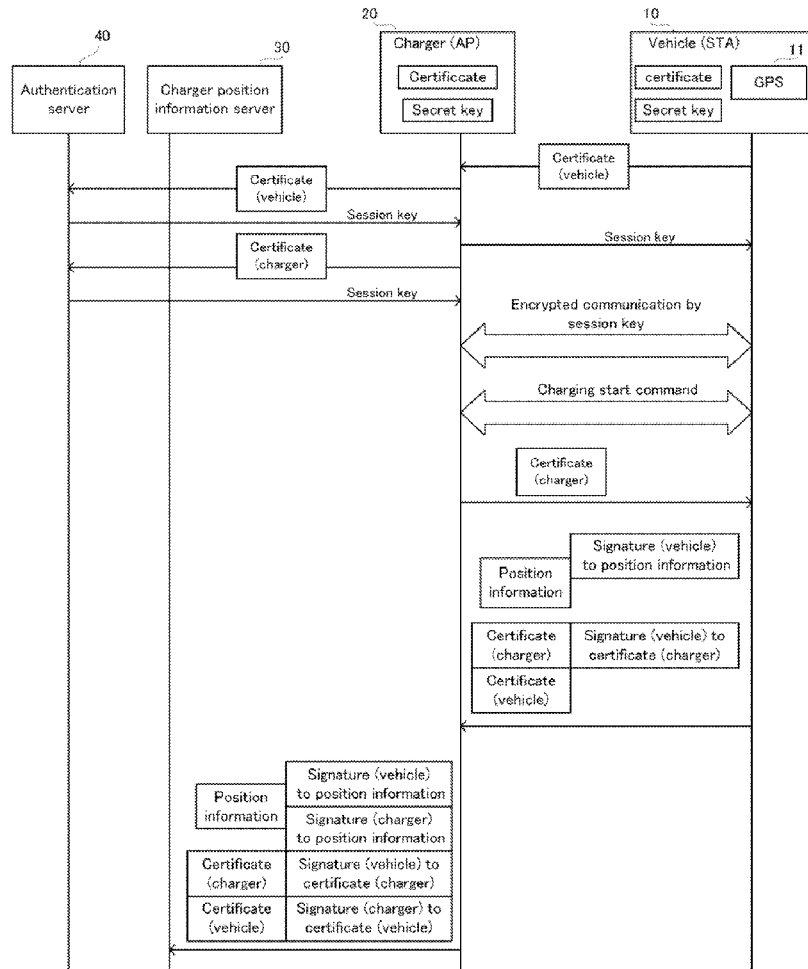 40
30
20
10
11
Authentication
server
Charger position
information server
Charger (AP)
Certificcate
Secret key
Vehicle (STA)
certificate
Secret key
GPS
Certificate
(vehicle)
Certificate
(vehicle)
Session key
Session key
Certificate
(charger)
Session key
Encrypted communication by
session key
Charging start command
Certificate
(charger)
Position
information
Signature (vehicle)
to position information
Certificate
(charger)
Signature (vehicle) to
certificate (charger)
Certificate
(vehicle)
Position
information
Signature (vehicle)
to position information
Signature (charger)
to position information
Certificate
(charger)
Signature (vehicle) to
certificate (charger)
Certificate
(vehicle)
Signature (charger) to
certificate (vehicle)